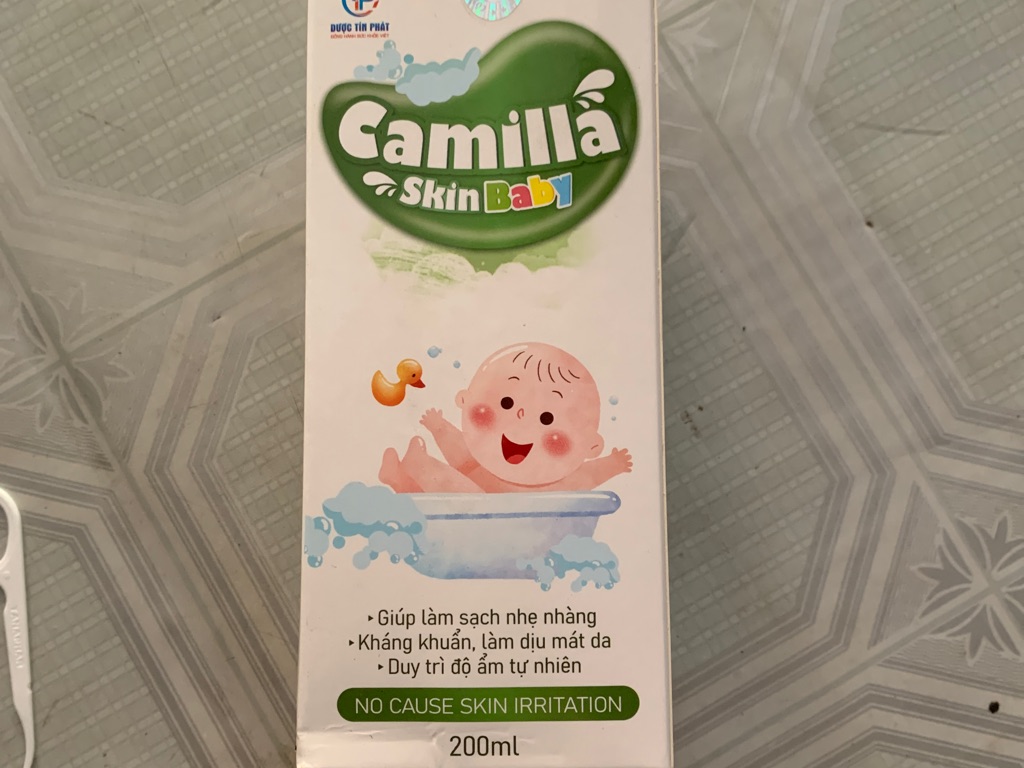 DƯỢC TÍN PHÁT
Camilla
Skin Baby
‣ Giúp làm sạch nhẹ nhàng
‣ Kháng khuẩn, làm dịu mát da
‣ Duy trì độ ẩm tự nhiên
NO CAUSE SKIN IRRITATION
200ml